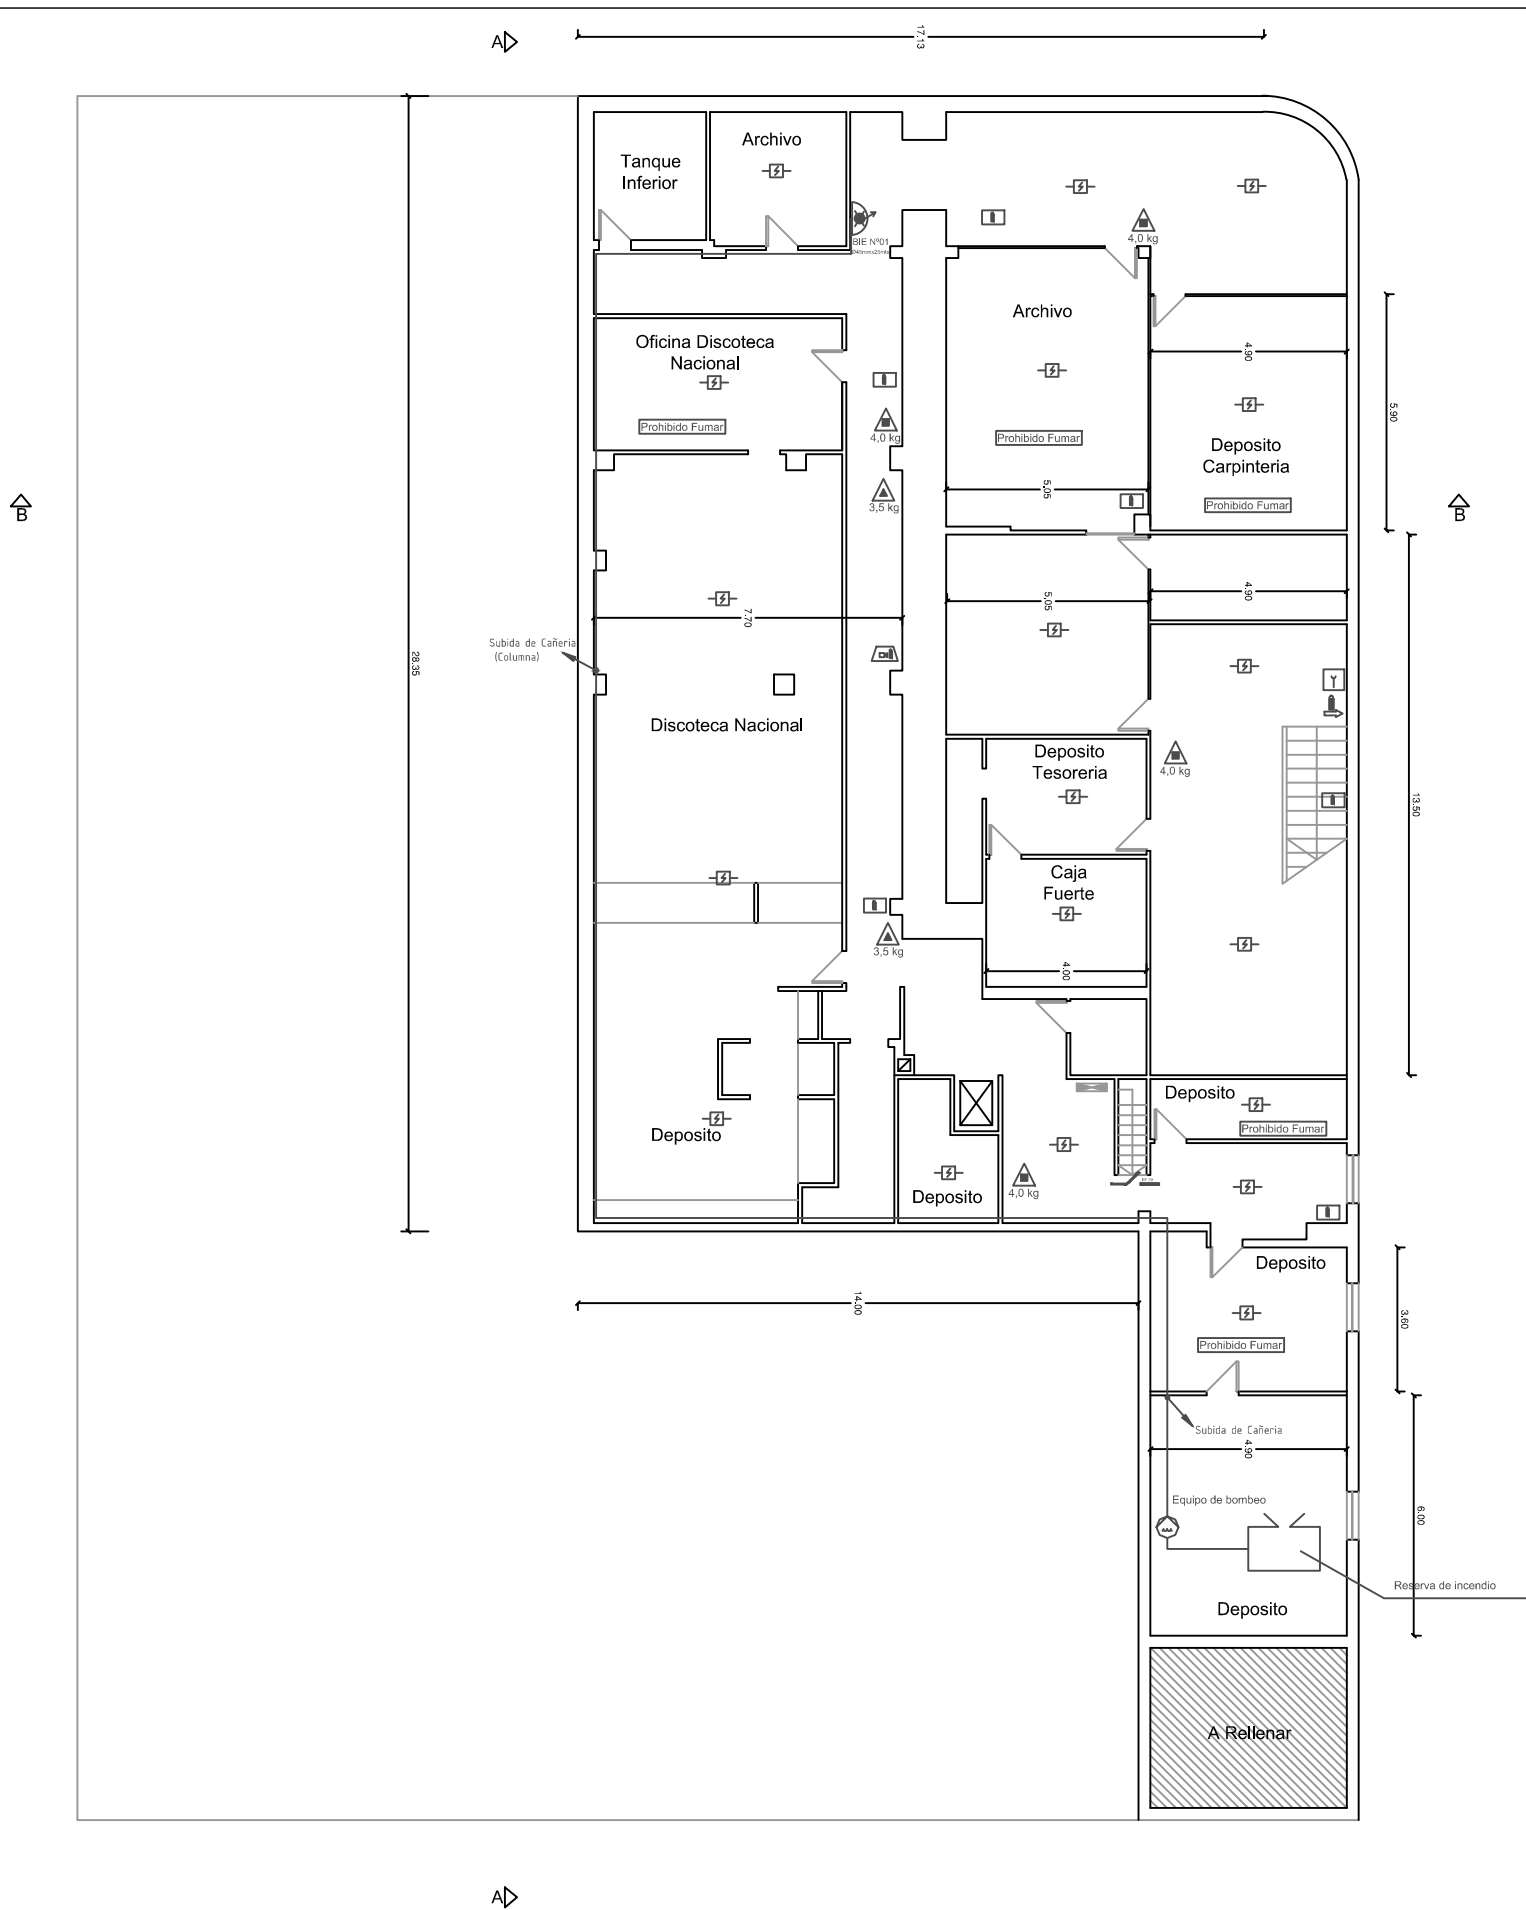 17.13
A
Archivo
Tanque
Inferior
BIE Nº01
4,0 kg
Archivo
Oficina Discoteca
Nacional
4.90
5.90
Prohibido Fumar
4,0 kg
Prohibido Fumar
Deposito
Carpinteria
5.05
3,5 kg
Prohibido Fumar
B
B
4.90
5.05
7.70
Subida de Cañeria
(Columna)
28.35
Discoteca Nacional
Deposito
Tesoreria
4,0 kg
13.50
Caja
Fuerte
3,5 kg
4.00
Deposito
Prohibido Fumar
Deposito
Deposito
4,0 kg
Deposito
14.00
3.60
Prohibido Fumar
Subida de Cañeria
4.90
Equipo de bombeo
6.00
Reserva de incendio
Deposito
A Rellenar
A